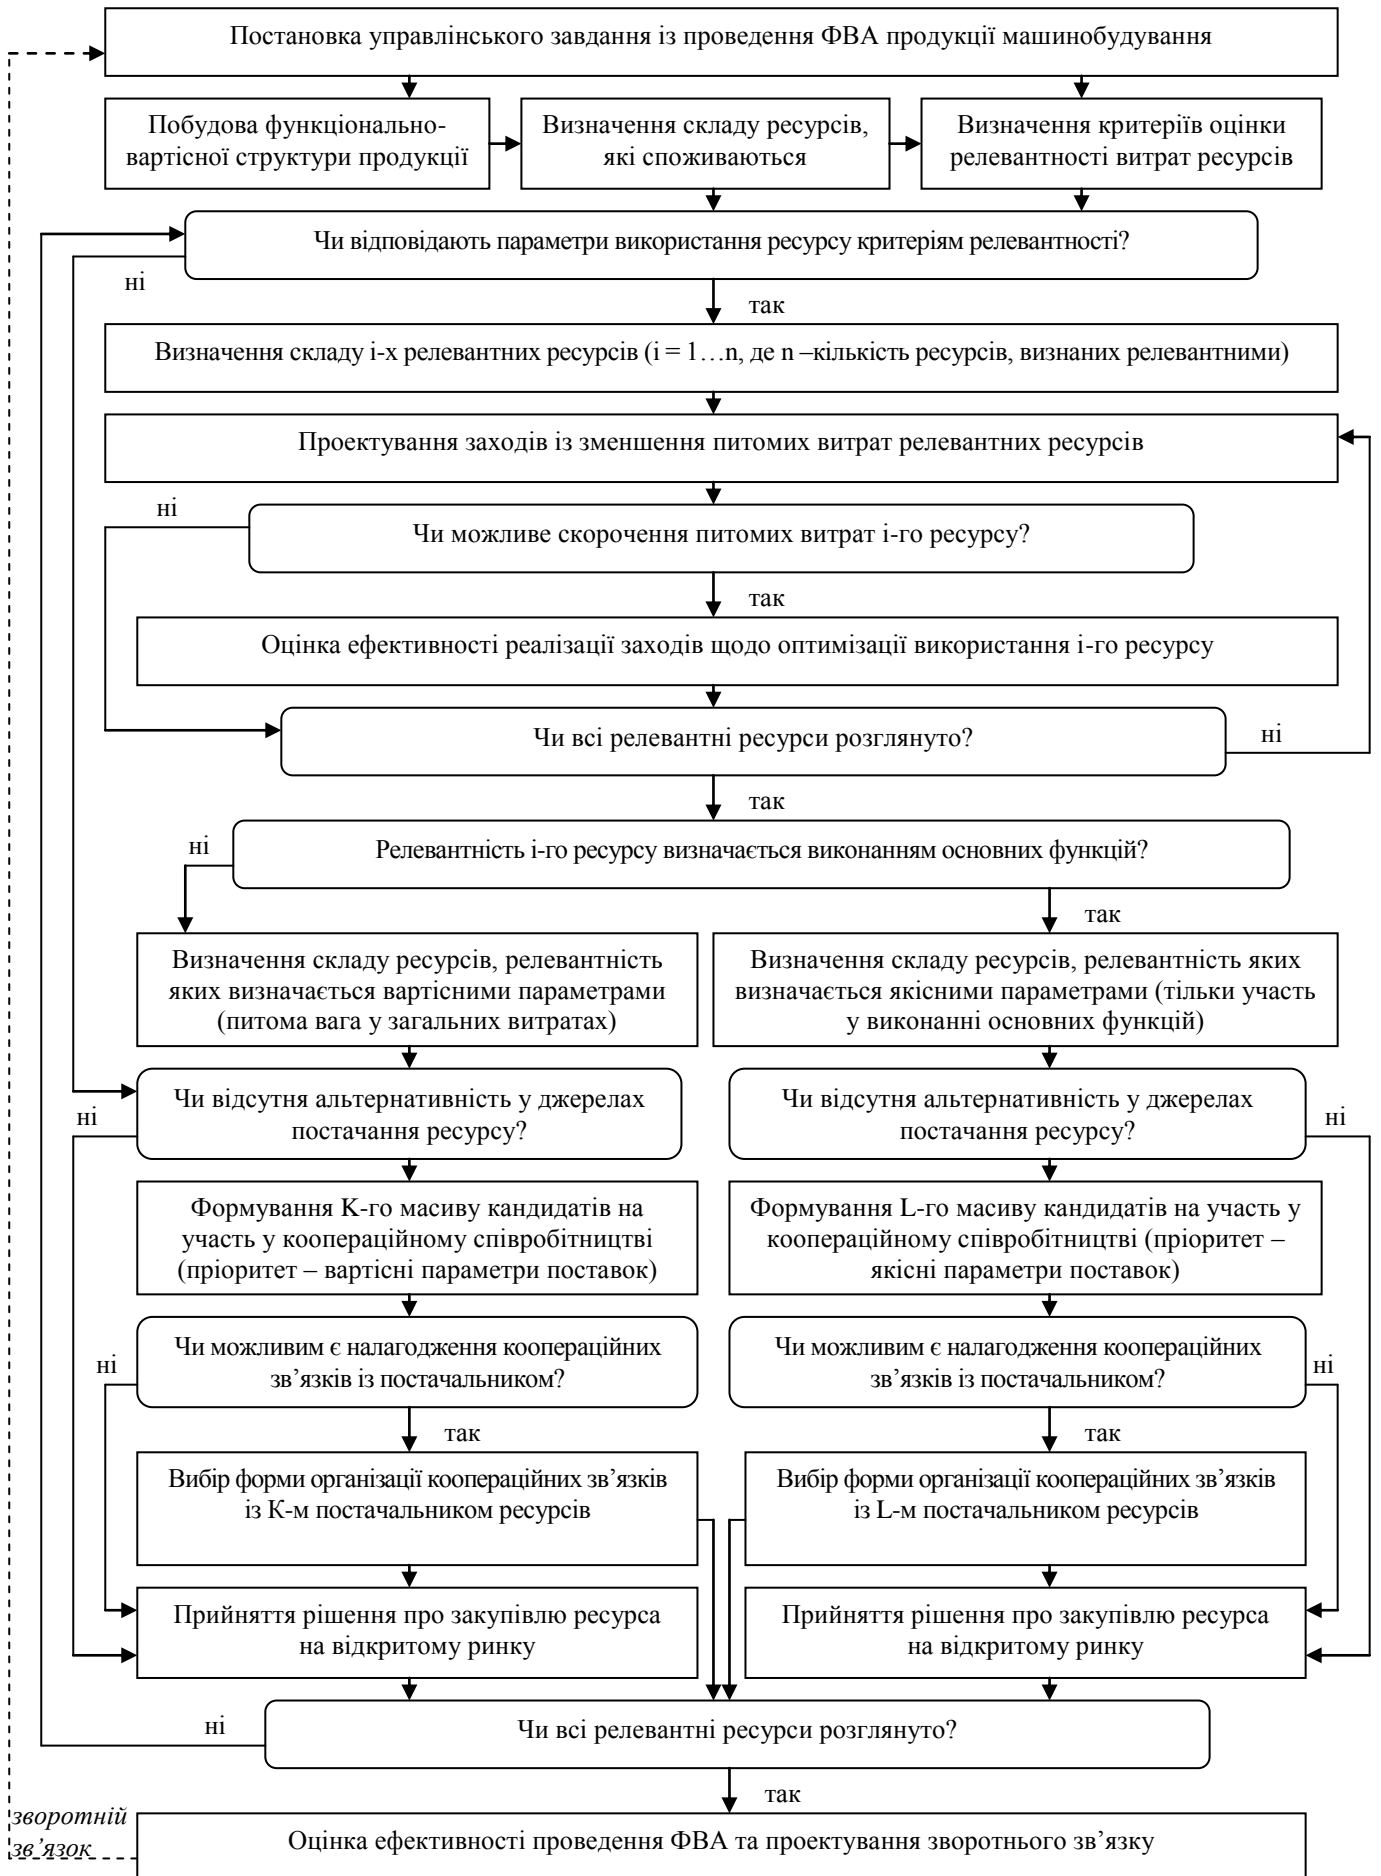 Постановка управлінського завдання із проведення ФВА продукції машинобудування
Побудова функціонально-
вартісної структури продукції
Визначення складу ресурсів,
які споживаються
Визначення критеріїв оцінки
релевантності витрат ресурсів
Чи відповідають параметри використання ресурсу критеріям релевантності?
ні
так
Визначення складу і-х релевантних ресурсів (і = 1…n, де n –кількість ресурсів, визнаних релевантними)
Проектування заходів із зменшення питомих витрат релевантних ресурсів
ні
Чи можливе скорочення питомих витрат і-го ресурсу?
так
Оцінка ефективності реалізації заходів щодо оптимізації використання і-го ресурсу
Чи всі релевантні ресурси розглянуто?
ні
так
ні
Релевантність і-го ресурсу визначається виконанням основних функцій?
так
Визначення складу ресурсів, релевантність
яких визначається вартісними параметрами
(питома вага у загальних витратах)
Визначення складу ресурсів, релевантність яких
визначається якісними параметрами (тільки участь
у виконанні основних функцій)
Чи відсутня альтернативність у джерелах
постачання ресурсу?
ні
Чи відсутня альтернативність у джерелах
постачання ресурсу?
ні
Формування K-го масиву кандидатів на
участь у коопераційному співробітництві
(пріоритет – вартісні параметри поставок)
Формування L-го масиву кандидатів на участь у
коопераційному співробітництві (пріоритет –
якісні параметри поставок)
ні
Чи можливим є налагодження коопераційних
зв’язків із постачальником?
Чи можливим є налагодження коопераційних
зв’язків із постачальником?
ні
так
так
Вибір форми організації коопераційних зв’язків
із К-м постачальником ресурсів
Вибір форми організації коопераційних зв’язків
із L-м постачальником ресурсів
Прийняття рішення про закупівлю ресурса
на відкритого ринку
Прийняття рішення про закупівлю ресурса
на відкритого ринку
ні
Чи всі релевантні ресурси розглянуто?
так
зворотній
зв’язок
Оцінка ефективності проведення ФВА та проектування зворотнього зв’язку